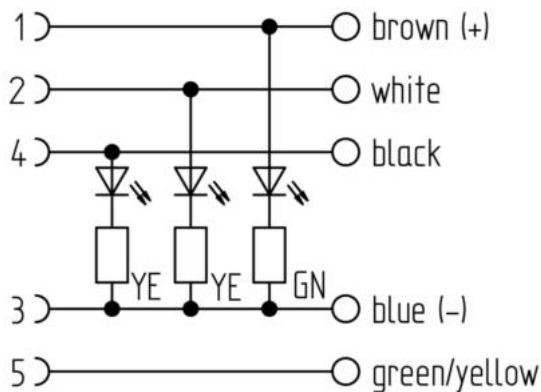 1 brown (+)
2 white
4 black
YE YE GN
3 blue (-)
5 green/yellow